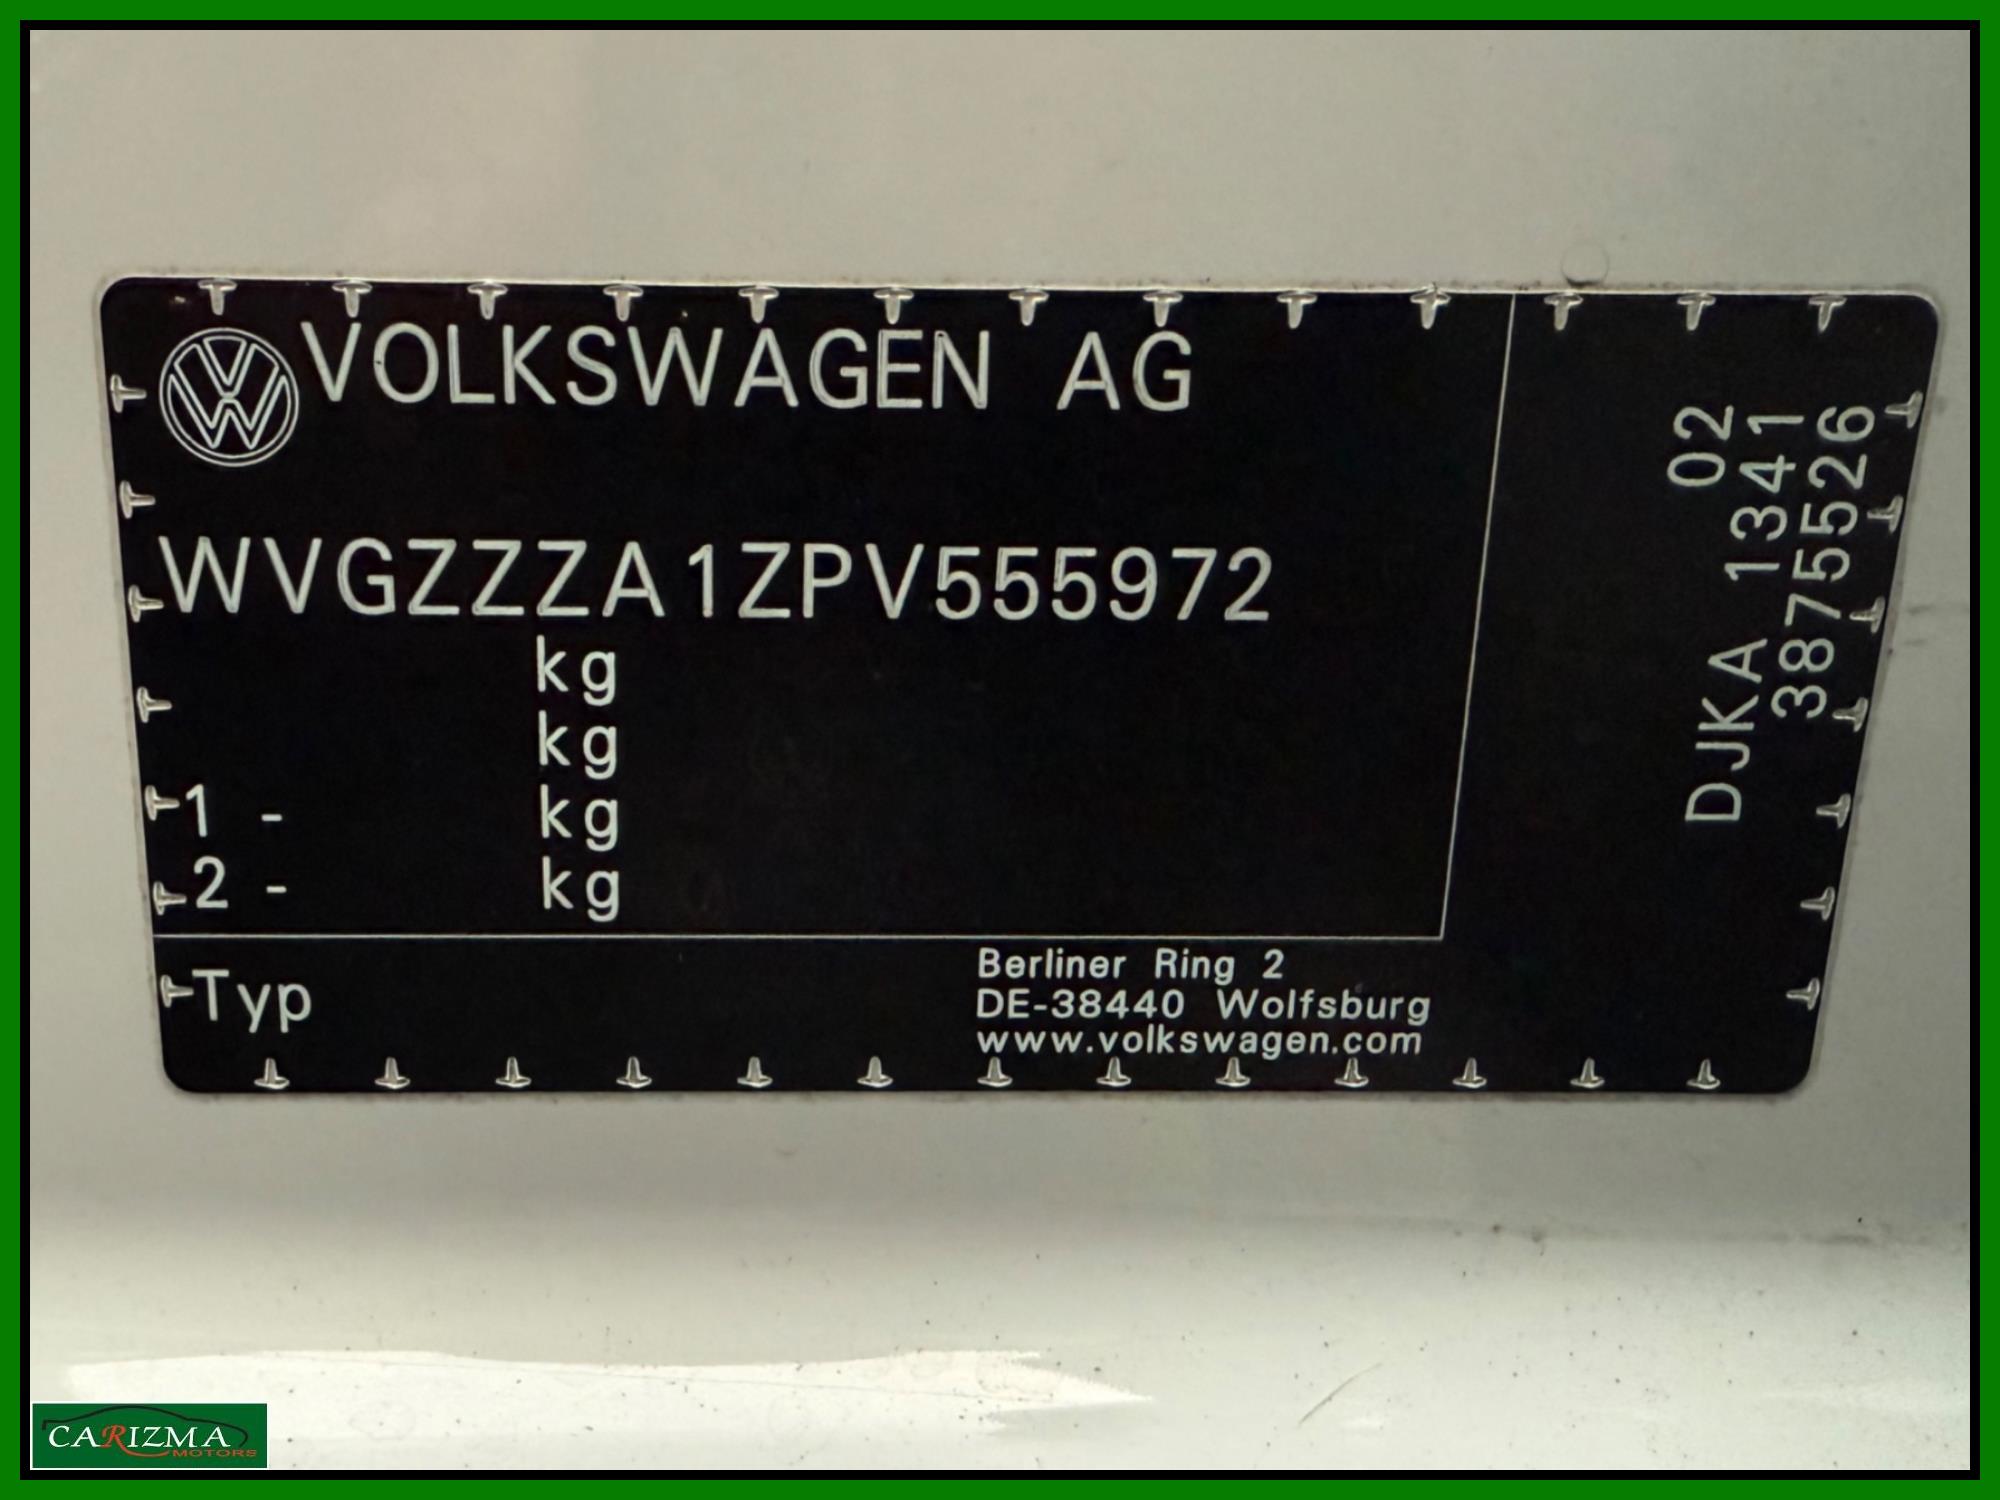 VOLKSWAGEN AG
WVGZZZA1ZPV555972
kg
kg
1 - kg
2 - kg
Typ
Berliner Ring 2
DE-38440 Wolfsburg
www.volkswagen.com
DJKA 1341 02
3875526
CARIZMA
MOTORS